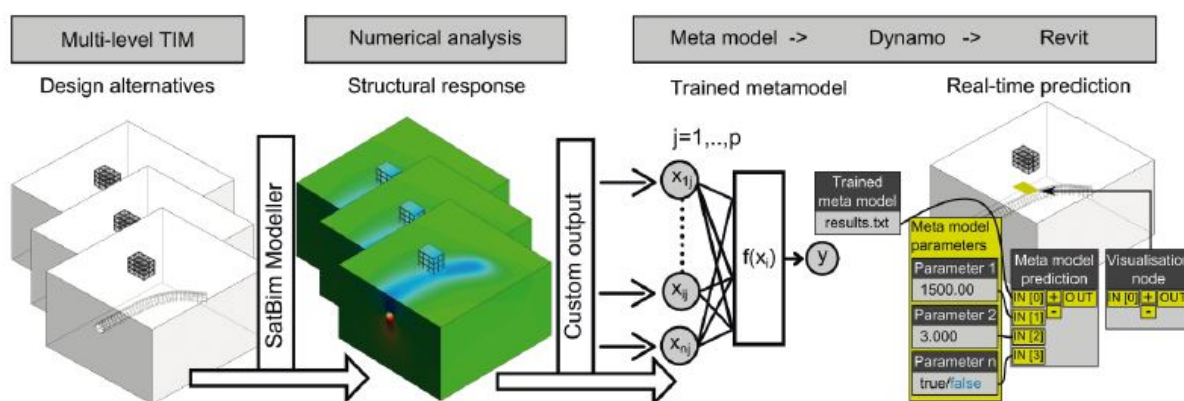 Multi-level TIM
Numerical analysis
Meta model -> Dynamo -> Revit
Design alternatives
Structural response
Trained metamodel
Real-time prediction
SatBim Modeller
Custom output
j=1,..,p
x1j
xij
xnj
f(xi)
y
Trained
meta model
results.txt
Meta model
parameters
Parameter 1
1500.00
Parameter 2
3.000
Parameter n
true/false
Meta model
prediction
IN [0] + OUT
IN [1] -
IN [2]
IN [3]
Visualisation
node
IN [0] + OUT
-